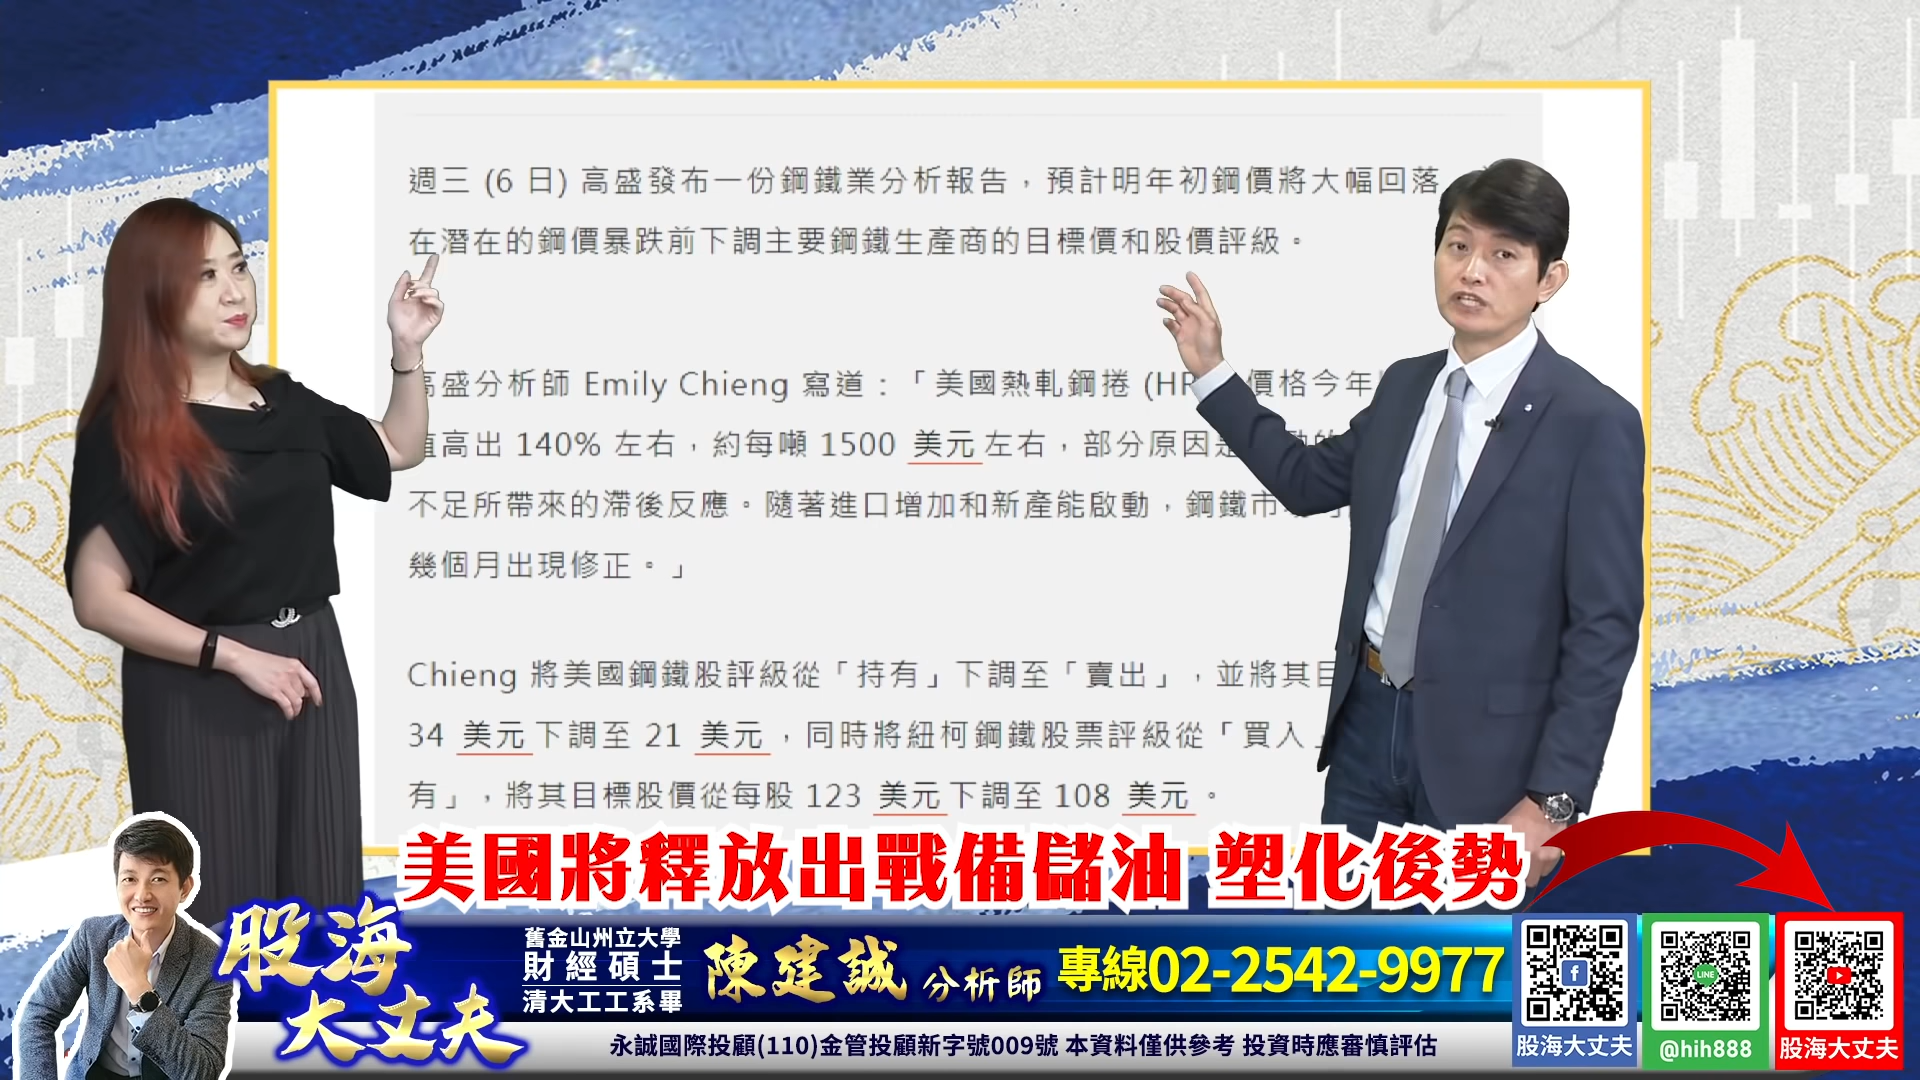 週三 (6 日) 高盛發布一份鋼鐵業分析報告，預計明年初鋼價將大幅回落
在潛在的鋼價暴跌前下調主要鋼鐵生產商的目標價和股價評級。
高盛分析師 Emily Chieng 寫道：「美國熱軋鋼捲 (HR 價格今年
值高出 140% 左右，約每噸 1500 美元左右，部分原因是
不足所帶來的滯後反應。隨著進口增加和新產能啟動，鋼鐵市
幾個月出現修正。」
Chieng 將美國鋼鐵股評級從「持有」下調至「賣出」，並將其目
34 美元下調至 21 美元，同時將紐柯鋼鐵股票評級從「買入」
有」，將其目標股價從每股 123 美元下調至 108 美元。
美國將釋放出戰備儲油 塑化後勢
股海
大丈夫
舊金山州立大學
財經碩士
清大工工系畢
陳建誠 分析師
專線02-2542-9977
永誠國際投顧(110)金管投顧新字號009號 本資料僅供參考 投資時應審慎評估
股海大丈夫
LINE
@hih888
股海大丈夫